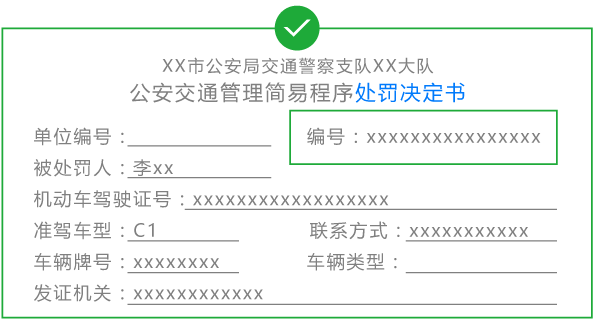 XX市公安局交通警察支队XX大队
公安交通管理简易程序处罚决定书
单位编号：
编号：xxxxxxxxxxxxxxxx
被处罚人：李xx
机动车驾驶证号：xxxxxxxxxxxxxxxxxx
准驾车型：C1 联系方式：xxxxxxxxxxx
车辆牌号：xxxxxxxx 车辆类型：
发证机关：xxxxxxxxxxxx